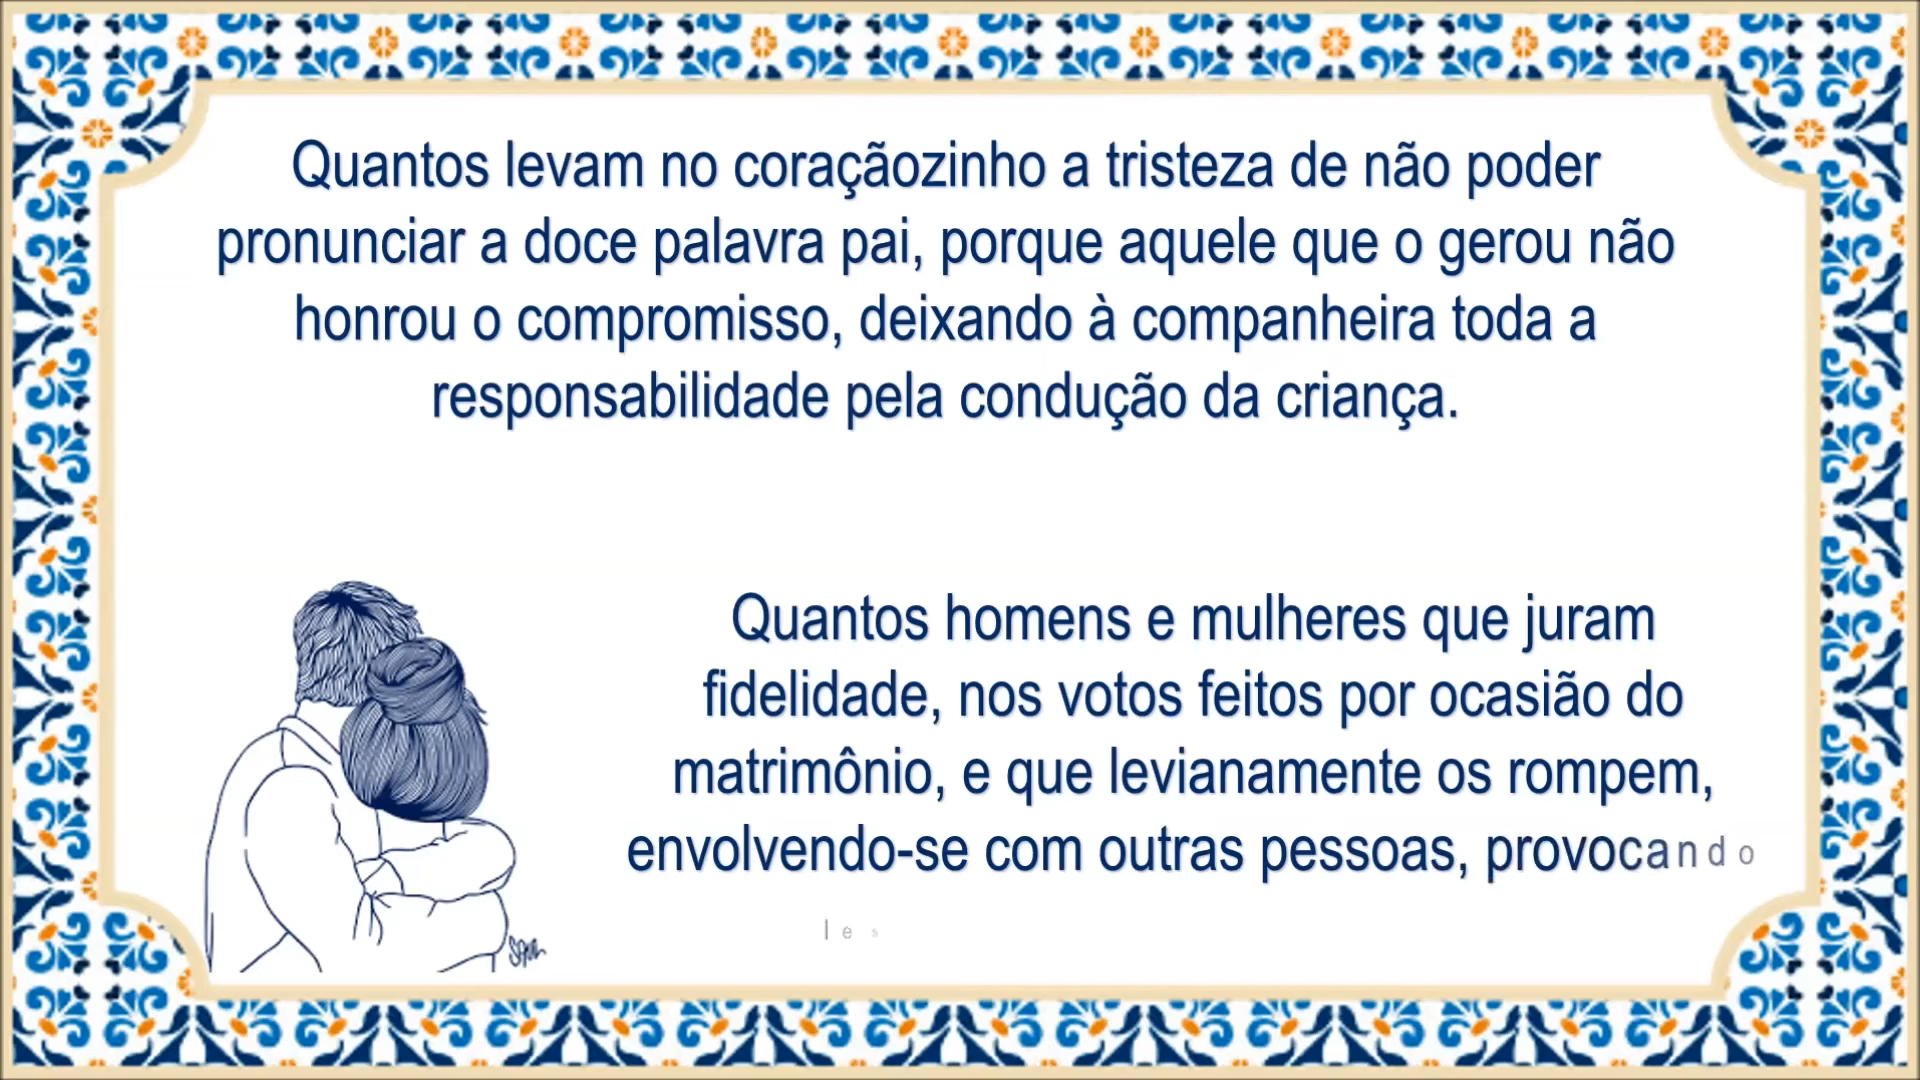 Quantos levam no coraçãozinho a tristeza de não poder
pronunciar a doce palavra pai, porque aquele que o gerou não
honrou o compromisso, deixando à companheira toda a
responsabilidade pela condução da criança.
Quantos homens e mulheres que juram
fidelidade, nos votos feitos por ocasião do
matrimônio, e que levianamente os rompem,
envolvendo-se com outras pessoas, provocando
les